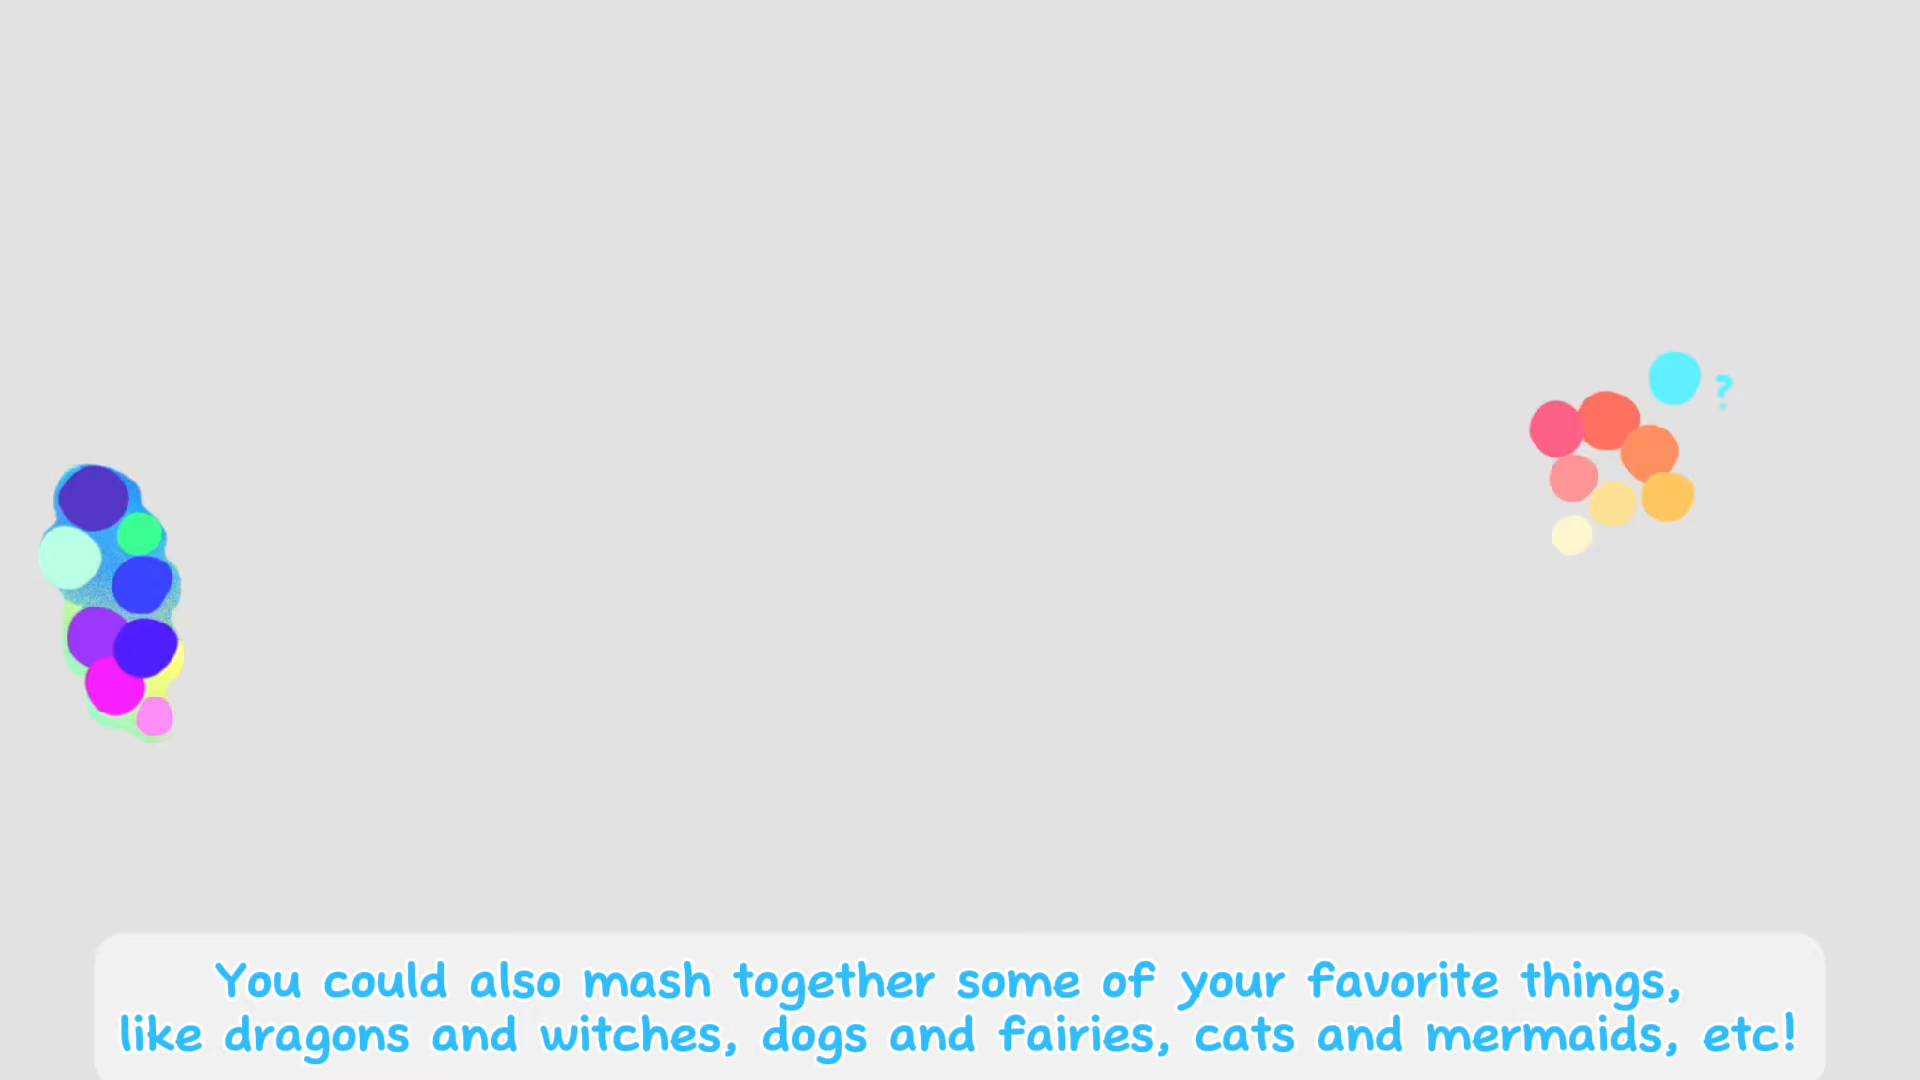 ?
You could also mash together some of your favorite things,
like dragons and witches, dogs and fairies, cats and mermaids, etc!